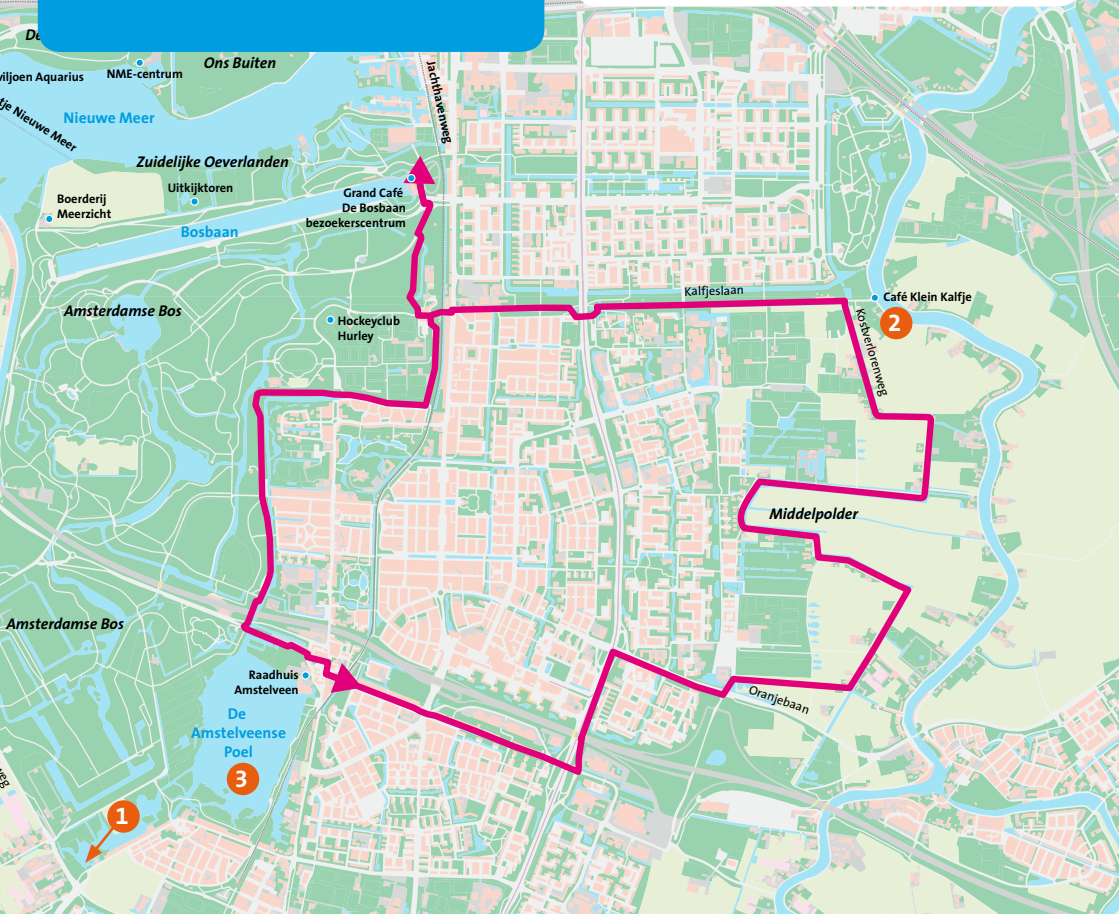 Ons Buiten
NME-centrum
Jachthavenweg
Nieuwe Meer
Zuidelijke Oeverlanden
Uitkijktoren
Boerderij
Meerzicht
Grand Café
De Bosbaan
bezoekerscentrum
Bosbaan
Kalfjeslaan
Café Klein Kalfje
2
Kostverlorenweg
Amsterdamse Bos
Hockeyclub
Hurley
Middelpolder
Amsterdamse Bos
Raadhuis
Amstelveen
Oranjebaan
De
Amstelveense
Poel
3
1